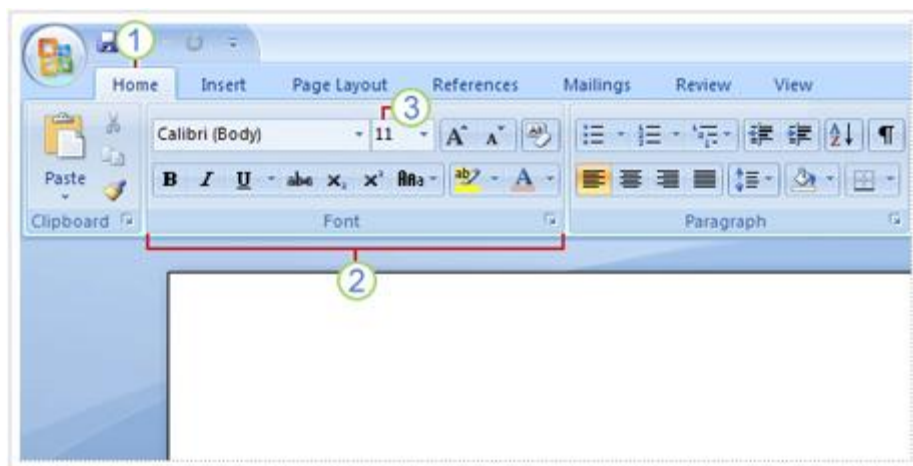 1
Home Insert Page Layout References Mailings Review View
3
Calibri (Body) 11 A A Aa
Paste B I U abc x₂ x² Aa ab A A Z ¶
Clipboard Font Paragraph
2